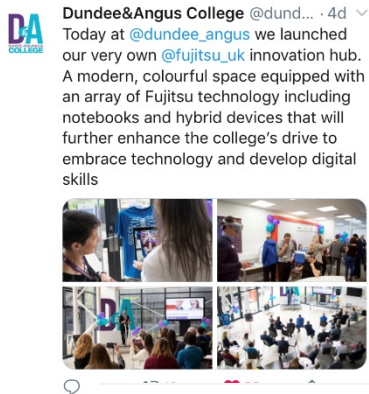 Dundee&Angus College @dund... · 4d
Today at @dundee_angus we launched
our very own @fujitsu_uk innovation hub.
A modern, colourful space equipped with
an array of Fujitsu technology including
notebooks and hybrid devices that will
further enhance the college's drive to
embrace technology and develop digital
skills
D&A
COLLEGE
D&A
D&A